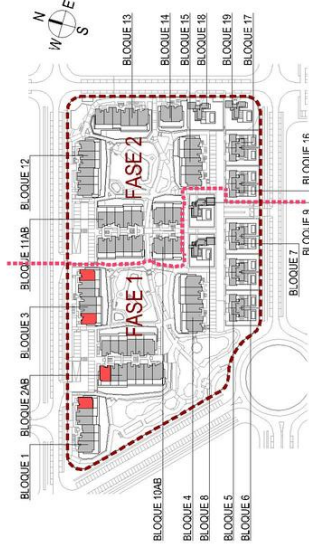 N
E
W
S
BLOQUE 13
BLOQUE 14
BLOQUE 15
BLOQUE 18
BLOQUE 19
BLOQUE 17
BLOQUE 12
BLOQUE 11AB
BLOQUE 3
BLOQUE 2AB
BLOQUE 1
FASE 2
FASE 1
BLOQUE 16
BLOQUE 9
BLOQUE 7
BLOQUE 10AB
BLOQUE 4
BLOQUE 8
BLOQUE 5
BLOQUE 6